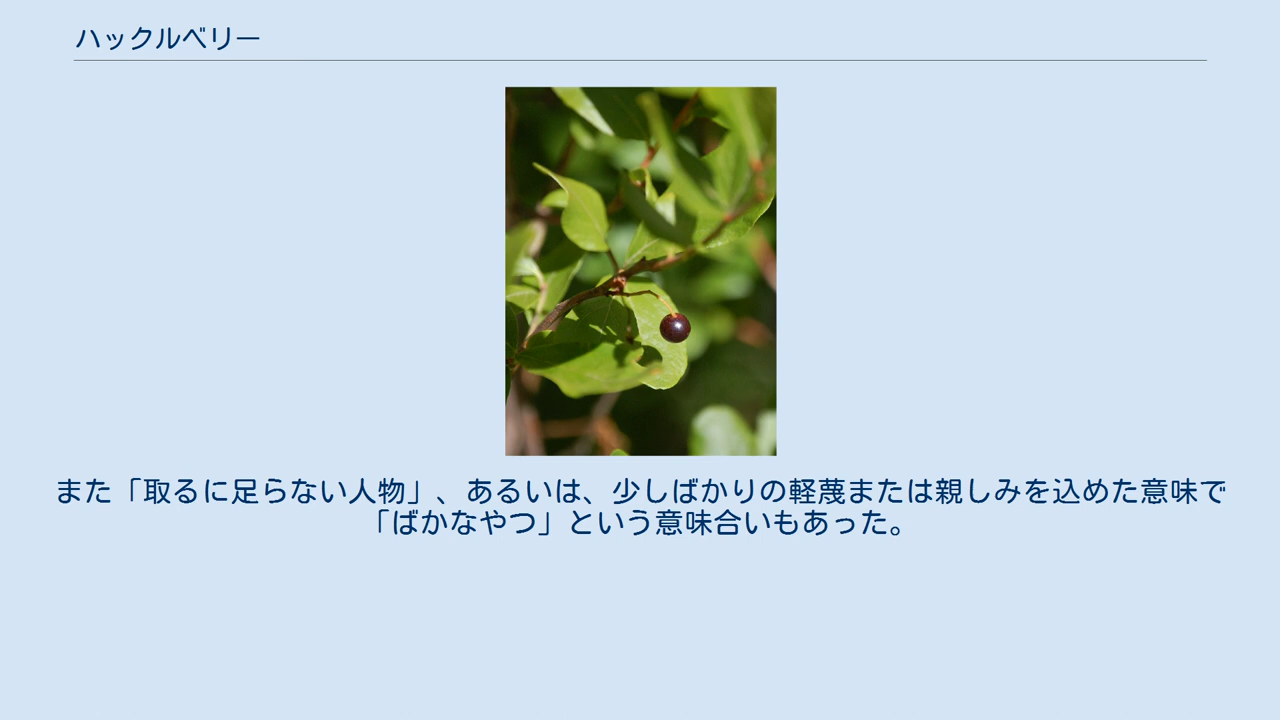 ハックルベリー
また「取るに足らない人物」、あるいは、少しばかりの軽蔑または親しみを込めた意味で
「ばかなやつ」という意味合いもあった。